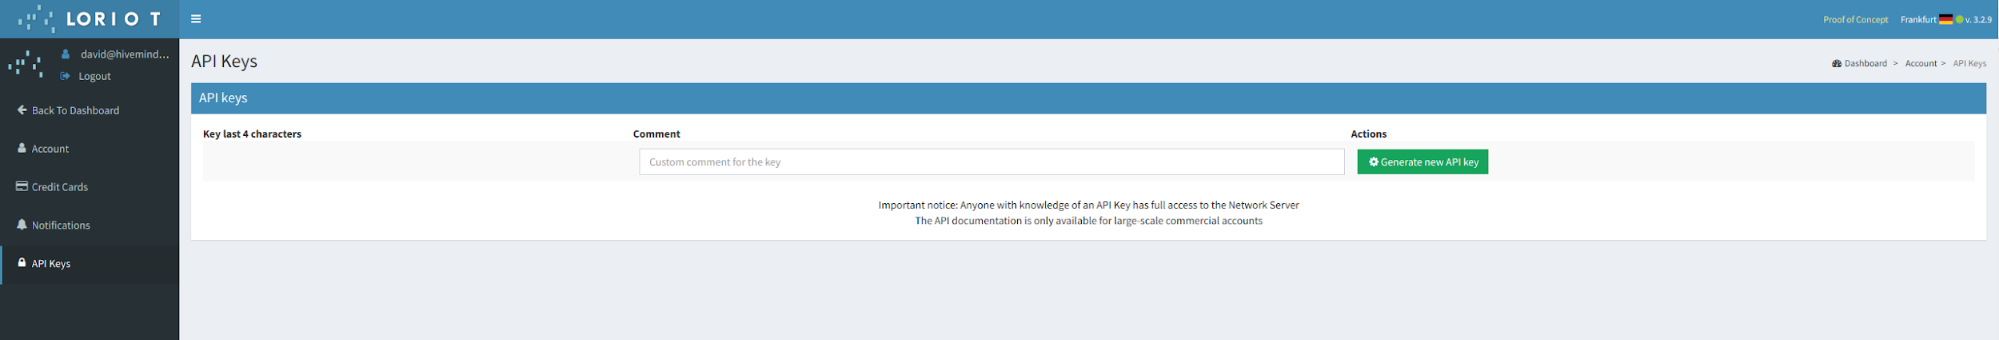 LORIOT
Proof of Concept Frankfurt v. 3.2.9
david@hivemind...
Logout
Back To Dashboard
Account
Credit Cards
Notifications
API Keys
API Keys
Dashboard > Account > API Keys
API keys
Key last 4 characters Comment Actions
Custom comment for the key Generate new API key
Important notice: Anyone with knowledge of an API Key has full access to the Network Server
The API documentation is only available for large-scale commercial accounts